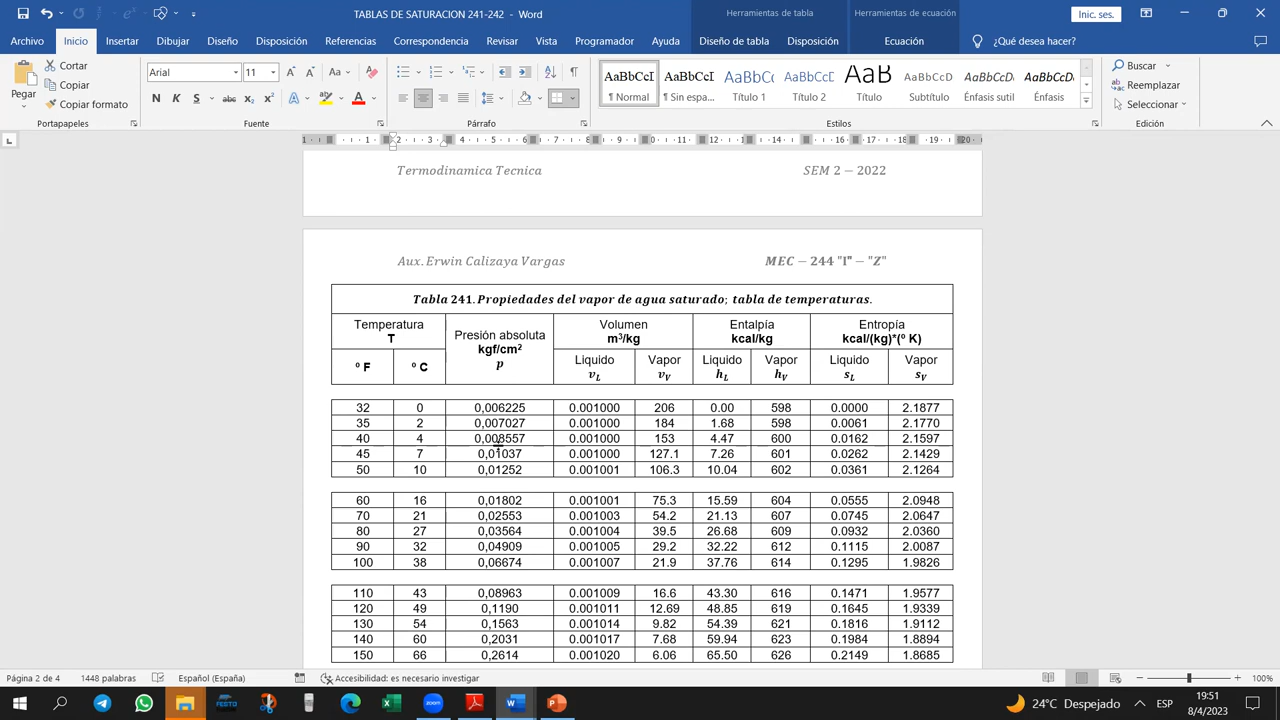 TABLAS DE SATURACION 241-242 - Word
Herramientas de tabla
Herramientas de ecuación
Inic. ses.
Archivo Inicio Insertar Dibujar Diseño Disposición Referencias Correspondencia Revisar Vista Programador Ayuda Diseño de tabla Disposición Ecuación ¿Qué desea hacer?
Pegar
Cortar
Copiar
Copiar formato
Portapapeles
Arial 11
N K S abc x₂ x²
Fuente
Párrafo
AaBbCcI AaBbCcI AaBbCc AaBbCcI AaB AaBbCcD AaBbCcDı AaBbCcDı
¶ Normal ¶ Sin espa... Título 1 Título 2 Título Subtítulo Énfasis sutil Énfasis
Estilos
Buscar
Reemplazar
Seleccionar
Edición
Termodinamica Tecnica SEM 2 − 2022
Aux. Erwin Calizaya Vargas MEC − 244 "I" − "Z"
Tabla 241. Propiedades del vapor de agua saturado; tabla de temperaturas.
Temperatura
T
Presión absoluta
kgf/cm²
p
Volumen
m³/kg
Entalpía
kcal/kg
Entropía
kcal/(kg)*(º K)
º F º C
Liquido Vapor Liquido Vapor Liquido Vapor
vL vV hL hV sL sV
32 0 0,006225 0.001000 206 0.00 598 0.0000 2.1877
35 2 0,007027 0.001000 184 1.68 598 0.0061 2.1770
40 4 0,008557 0.001000 153 4.47 600 0.0162 2.1597
45 7 0,01037 0.001000 127.1 7.26 601 0.0262 2.1429
50 10 0,01252 0.001001 106.3 10.04 602 0.0361 2.1264
60 16 0,01802 0.001001 75.3 15.59 604 0.0555 2.0948
70 21 0,02553 0.001003 54.2 21.13 607 0.0745 2.0647
80 27 0,03564 0.001004 39.5 26.68 609 0.0932 2.0360
90 32 0,04909 0.001005 29.2 32.22 612 0.1115 2.0087
100 38 0,06674 0.001007 21.9 37.76 614 0.1295 1.9826
110 43 0,08963 0.001009 16.6 43.30 616 0.1471 1.9577
120 49 0,1190 0.001011 12.69 48.85 619 0.1645 1.9339
130 54 0,1563 0.001014 9.82 54.39 621 0.1816 1.9112
140 60 0,2031 0.001017 7.68 59.94 623 0.1984 1.8894
150 66 0,2614 0.001020 6.06 65.50 626 0.2149 1.8685
Página 2 de 4 1448 palabras Español (España) Accesibilidad: es necesario investigar 100%
FESTO
zoom
24°C Despejado
ESP
19:51
8/4/2023